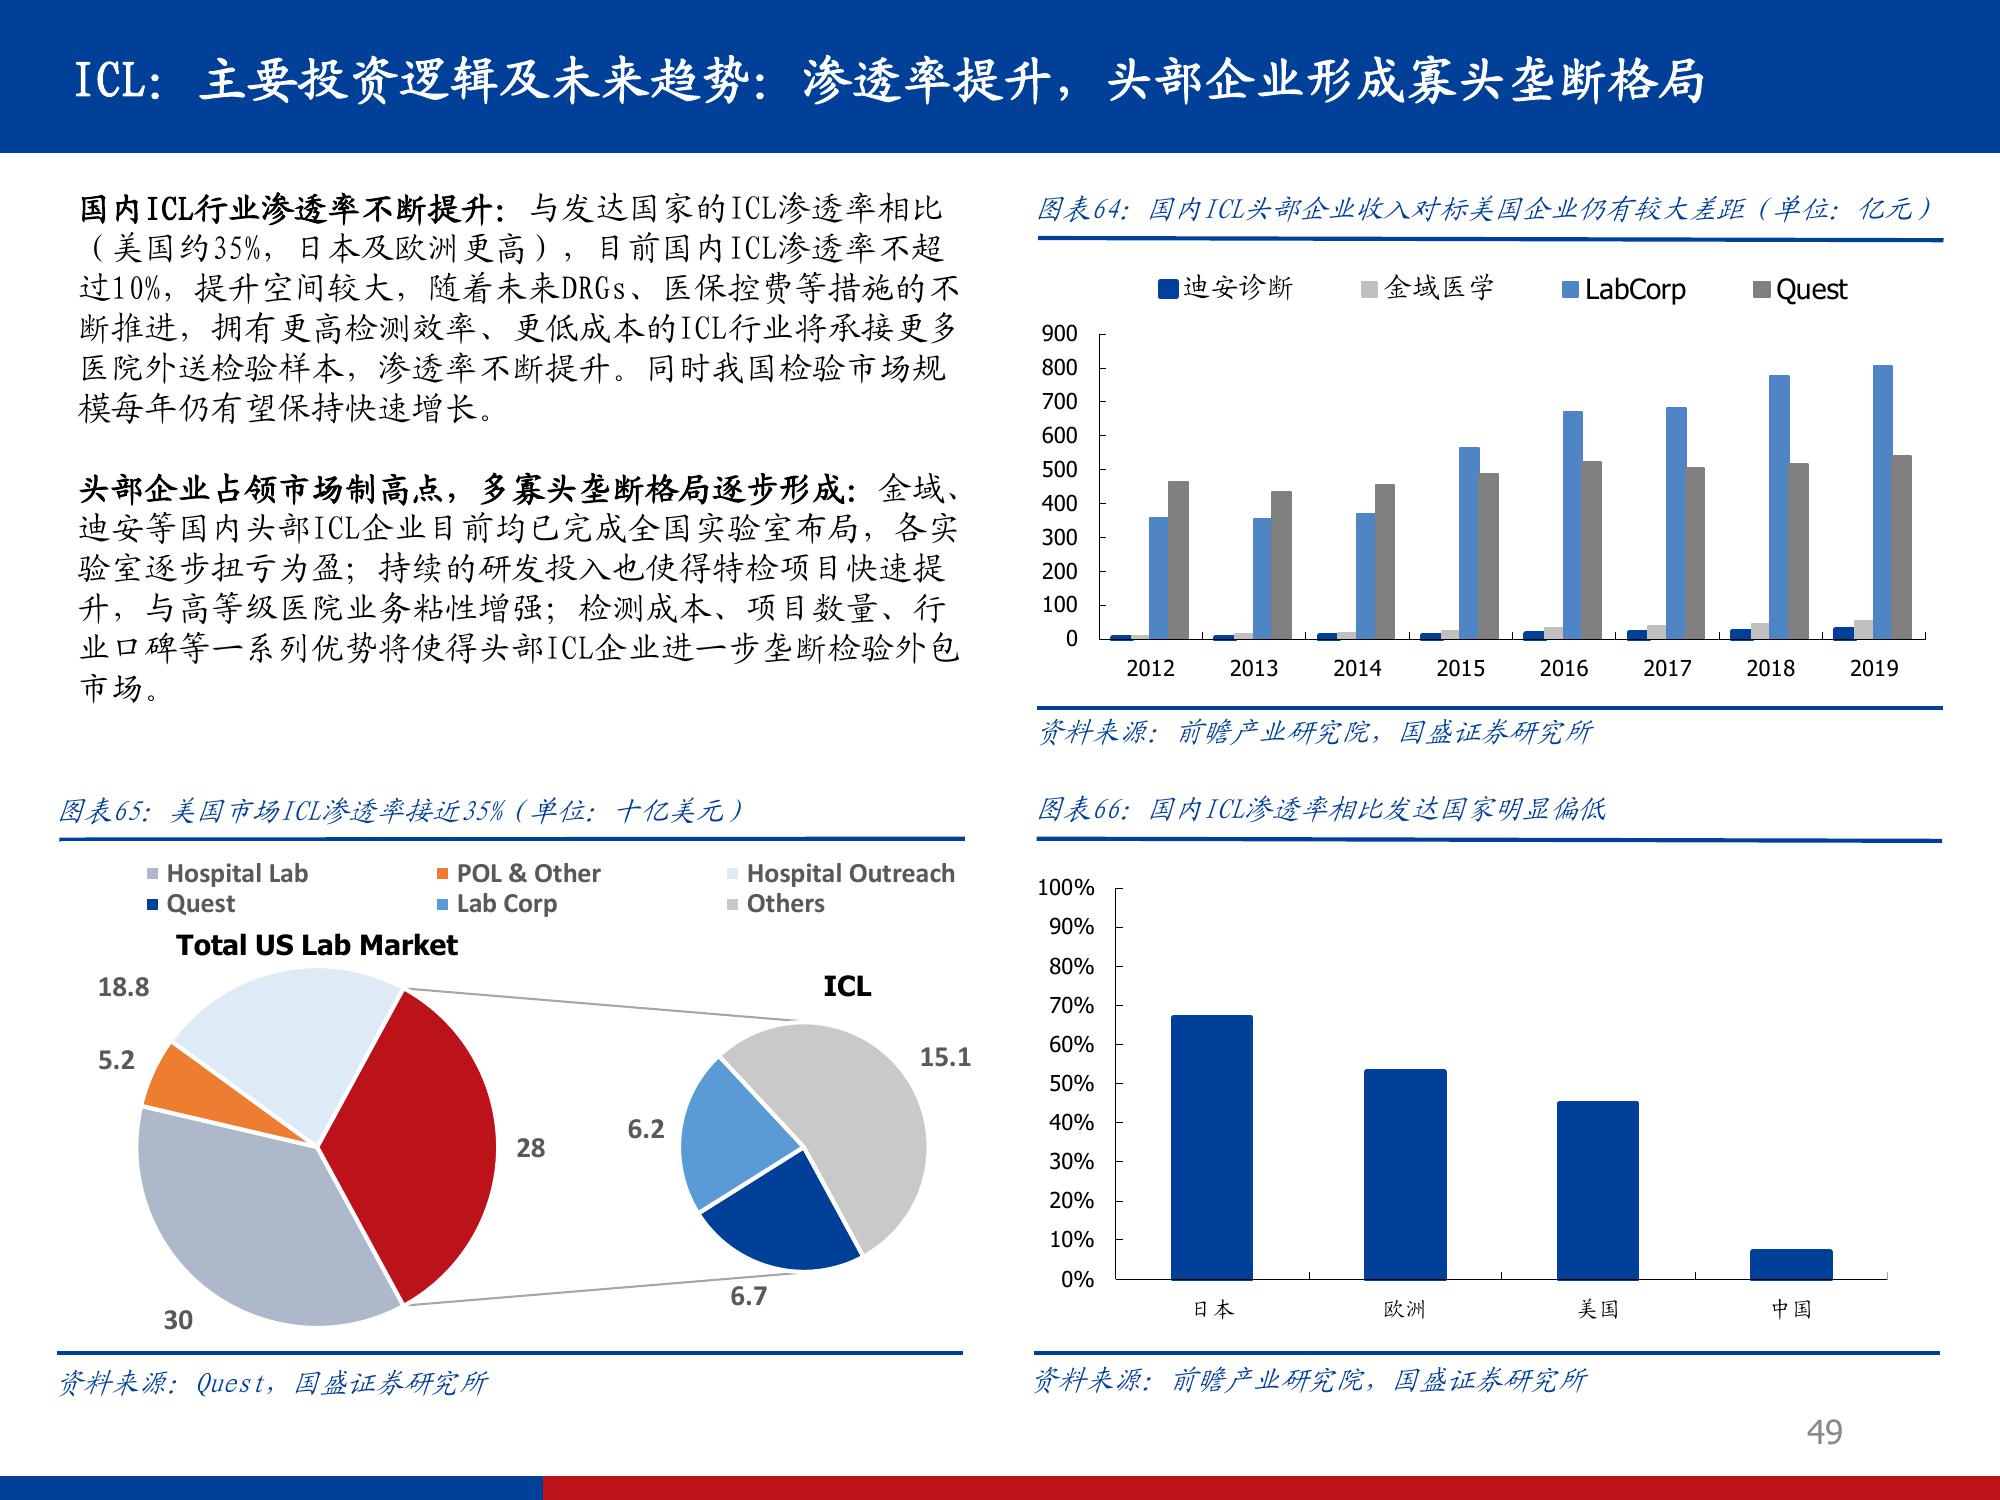 ICL：主要投资逻辑及未来趋势：渗透率提升，头部企业形成寡头垄断格局
国内ICL行业渗透率不断提升：与发达国家的ICL渗透率相比
（美国约35%，日本及欧洲更高），目前国内ICL渗透率不超
过10%，提升空间较大，随着未来DRGs、医保控费等措施的不
断推进，拥有更高检测效率、更低成本的ICL行业将承接更多
医院外送检验样本，渗透率不断提升。同时我国检验市场规
模每年仍有望保持快速增长。
头部企业占领市场制高点，多寡头垄断格局逐步形成：金域、
迪安等国内头部ICL企业目前均已完成全国实验室布局，各实
验室逐步扭亏为盈；持续的研发投入也使得特检项目快速提
升，与高等级医院业务粘性增强；检测成本、项目数量、行
业口碑等一系列优势将使得头部ICL企业进一步垄断检验外包
市场。
图表64：国内ICL头部企业收入对标美国企业仍有较大差距（单位：亿元）
迪安诊断 金域医学 LabCorp Quest
900
800
700
600
500
400
300
200
100
0
2012 2013 2014 2015 2016 2017 2018 2019
资料来源：前瞻产业研究院，国盛证券研究所
图表65：美国市场ICL渗透率接近35%（单位：十亿美元）
Hospital Lab POL & Other Hospital Outreach
Quest Lab Corp Others
Total US Lab Market
ICL
18.8
5.2
30
28
15.1
6.2
6.7
资料来源：Quest，国盛证券研究所
图表66：国内ICL渗透率相比发达国家明显偏低
100%
90%
80%
70%
60%
50%
40%
30%
20%
10%
0%
日本 欧洲 美国 中国
资料来源：前瞻产业研究院，国盛证券研究所
49